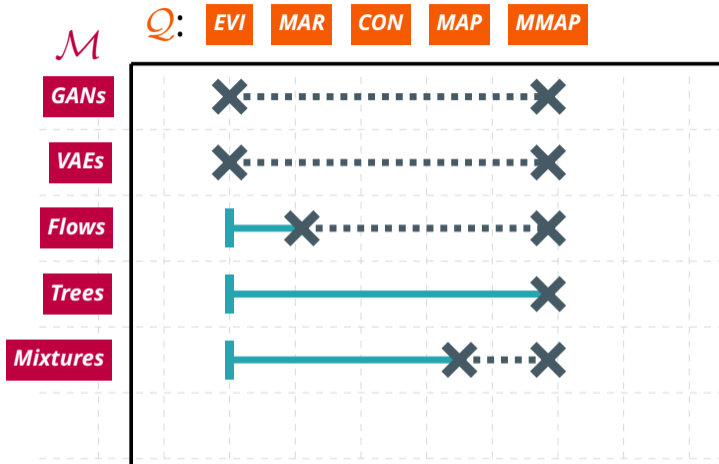 𝒬: EVI MAR CON MAP MMAP
ℳ
GANs
VAEs
Flows
Trees
Mixtures